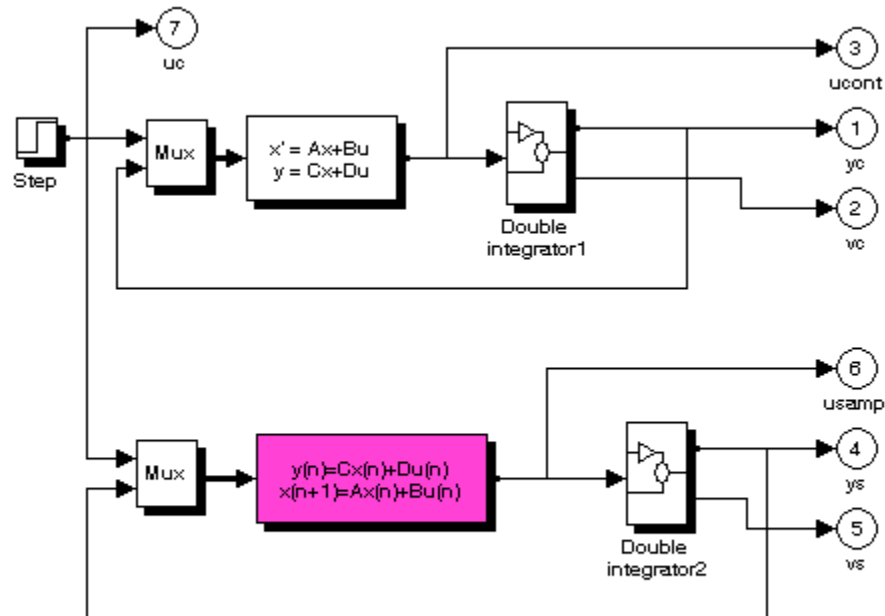 7
uc
3
ucont
Step
Mux
x' = Ax+Bu
y = Cx+Du
Double
integrator1
1
yc
2
vc
6
usamp
Mux
y(n)=Cx(n)+Du(n)
x(n+1)=Ax(n)+Bu(n)
Double
integrator2
4
ys
5
vs